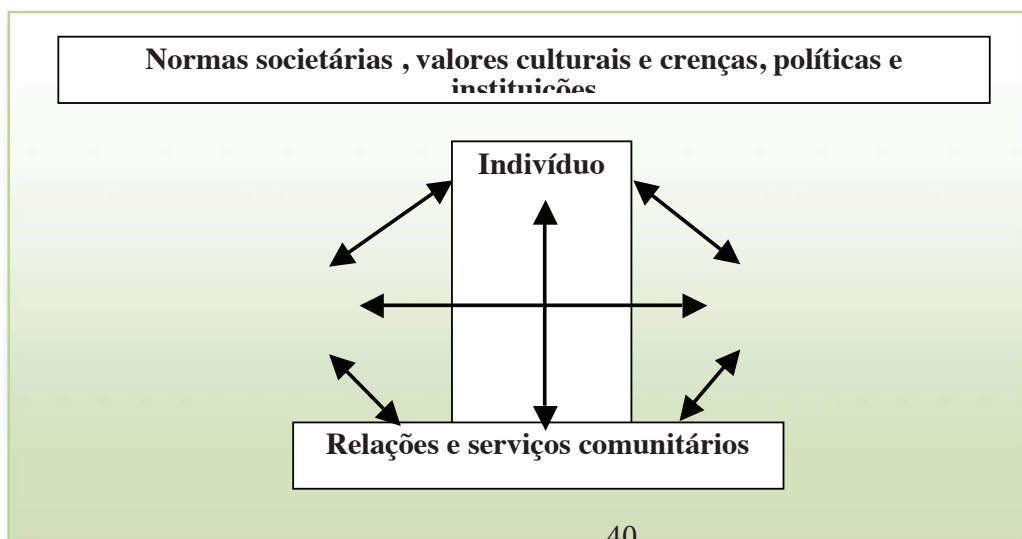 Normas societárias , valores culturais e crenças, políticas e
instituições
Indivíduo
Relações e serviços comunitários
40